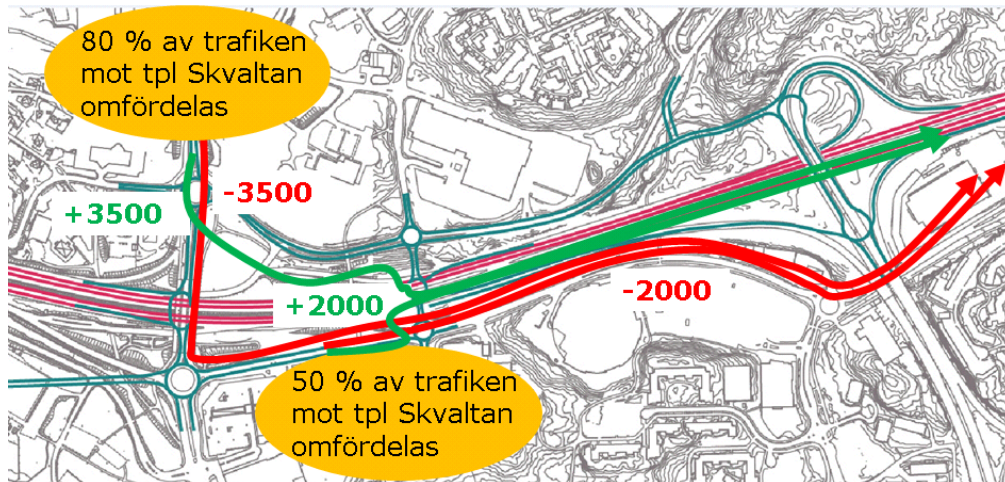 80 % av trafiken
mot tpl Skvaltan
omfördelas
-3500
+3500
+2000
-2000
50 % av trafiken
mot tpl Skvaltan
omfördelas